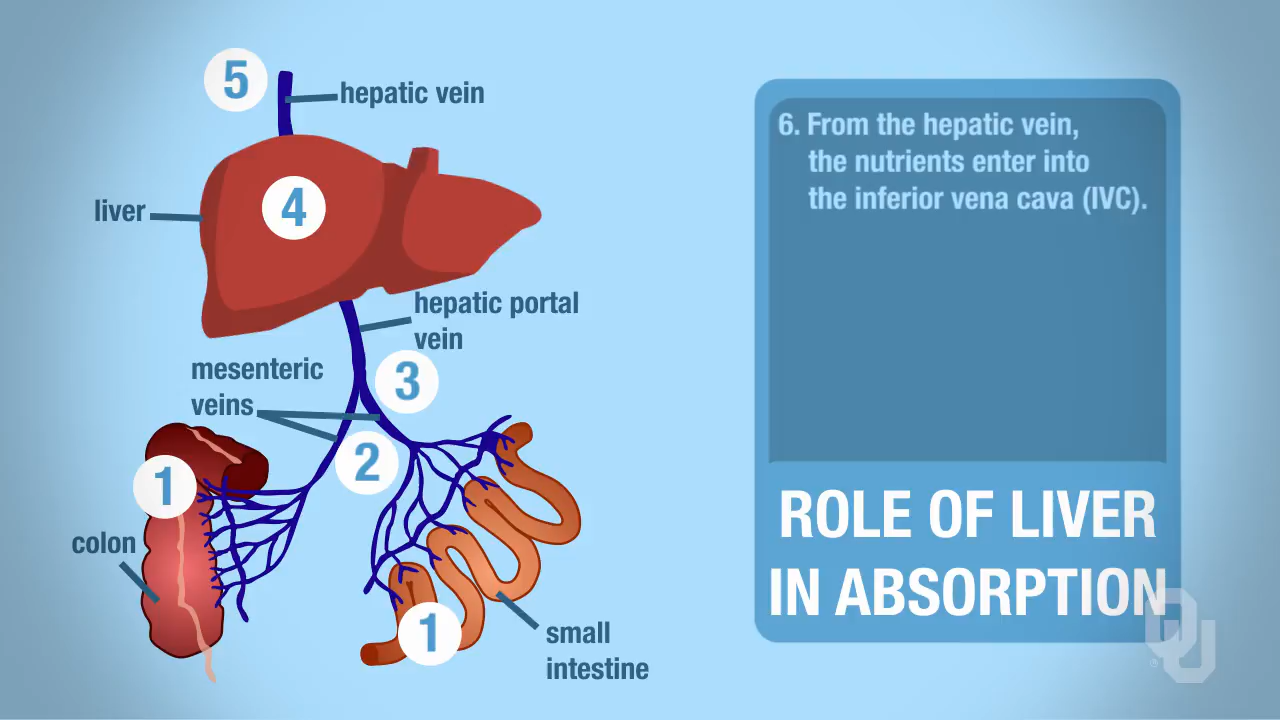 5
hepatic vein
liver
4
hepatic portal
vein
mesenteric
veins
3
2
1
colon
1
small
intestine
6. From the hepatic vein,
the nutrients enter into
the inferior vena cava (IVC).
ROLE OF LIVER
IN ABSORPTION
OU
®